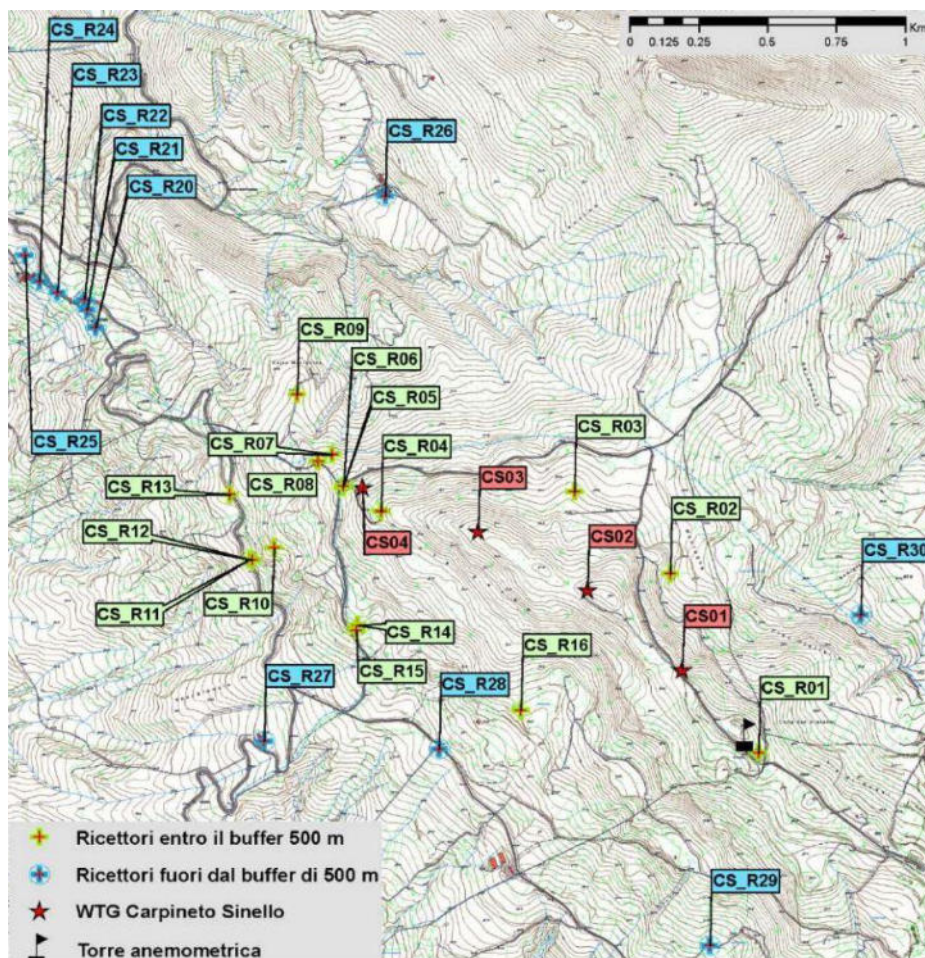 CS_R24
0 0.125 0.25 0.5 0.75 1
Km
CS_R23
CS_R22
CS_R21
CS_R20
CS_R26
CS_R09
CS_R06
CS_R05
CS_R25
CS_R07
CS_R04
CS_R03
CS_R08
CS03
CS_R13
CS_R02
CS_R12
CS04
CS02
CS_R30
CS_R11
CS_R10
CS01
CS_R14
CS_R16
CS_R15
CS_R27
CS_R28
CS_R01
Ricettori entro il buffer 500 m
Ricettori fuori dal buffer di 500 m
CS_R29
WTG Carpineto Sinello
Torre anemometrica